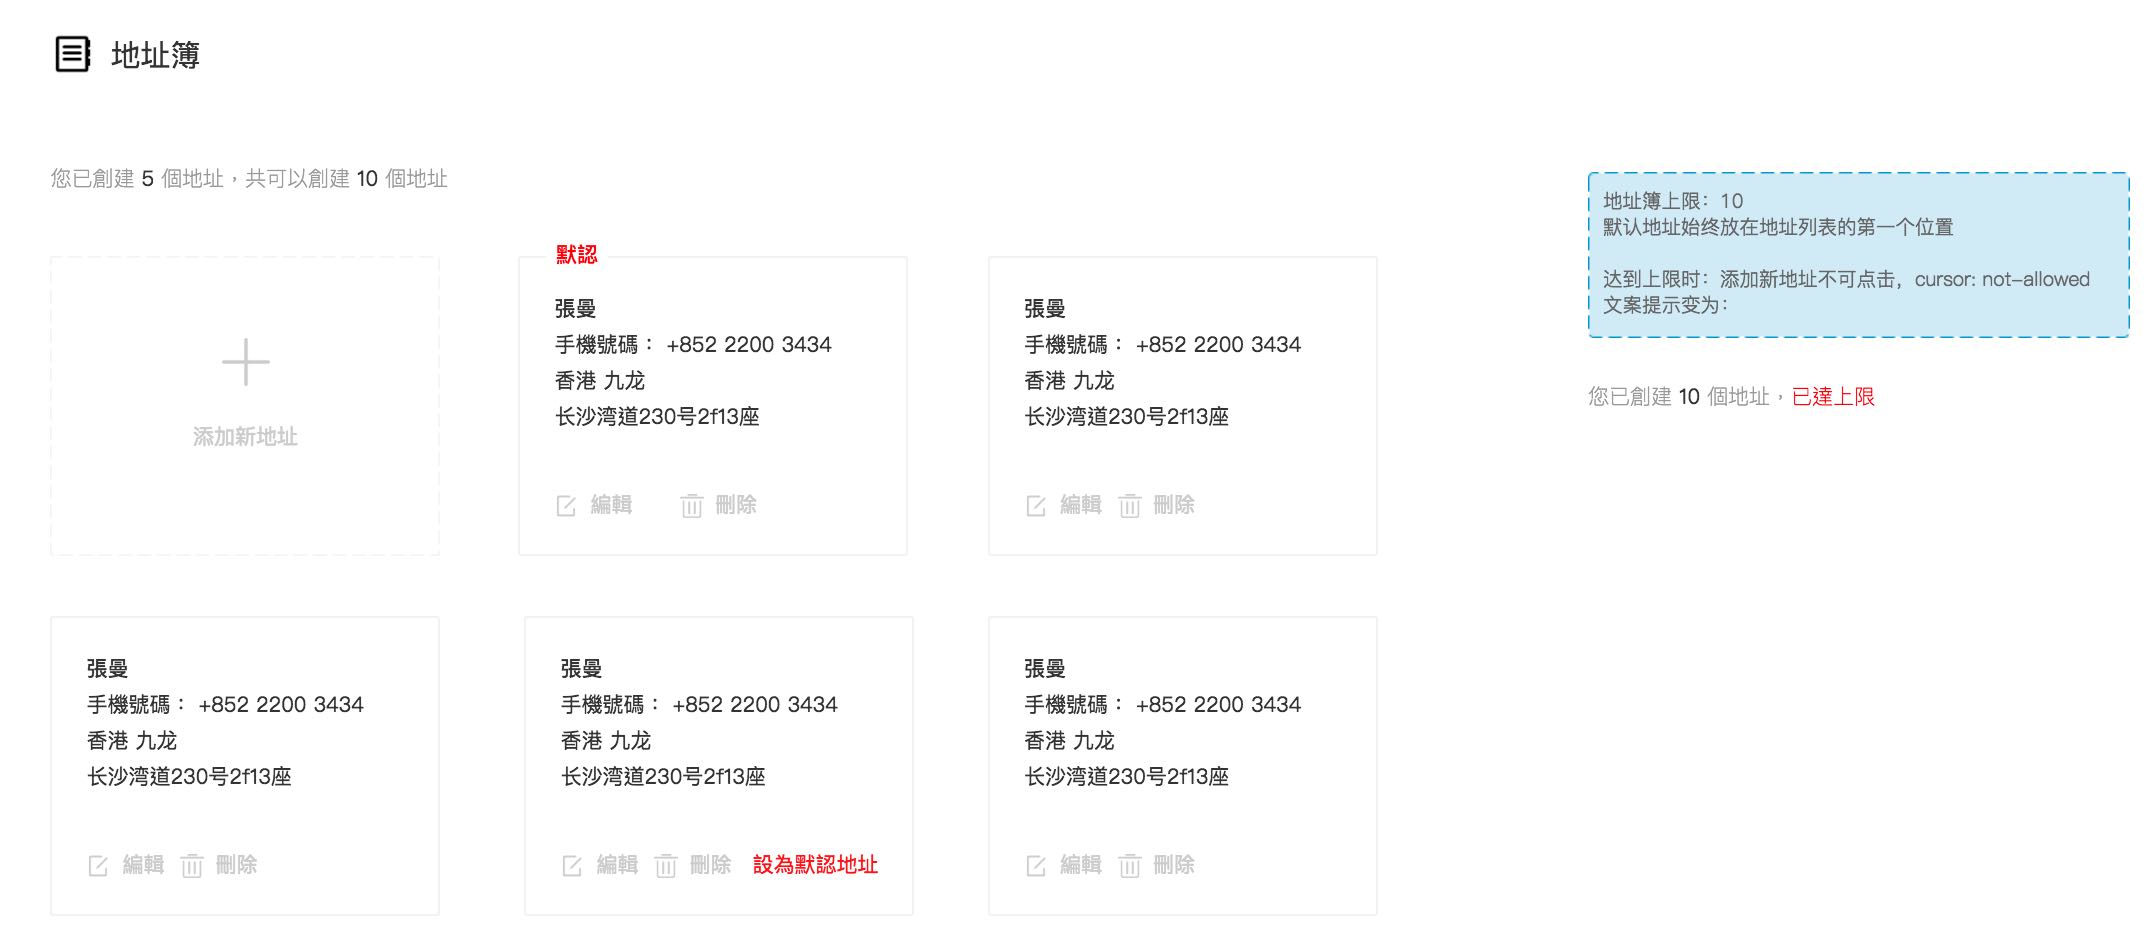 地址簿
您已創建 5 個地址，共可以創建 10 個地址
添加新地址
默認
張曼
手機號碼： +852 2200 3434
香港 九龙
长沙湾道230号2f13座
編輯 刪除
張曼
手機號碼： +852 2200 3434
香港 九龙
长沙湾道230号2f13座
編輯 刪除
張曼
手機號碼： +852 2200 3434
香港 九龙
长沙湾道230号2f13座
編輯 刪除
張曼
手機號碼： +852 2200 3434
香港 九龙
长沙湾道230号2f13座
編輯 刪除 設為默認地址
張曼
手機號碼： +852 2200 3434
香港 九龙
长沙湾道230号2f13座
編輯 刪除
地址簿上限：10
默认地址始终放在地址列表的第一个位置
达到上限时：添加新地址不可点击，cursor: not-allowed
文案提示变为：
您已創建 10 個地址，已達上限